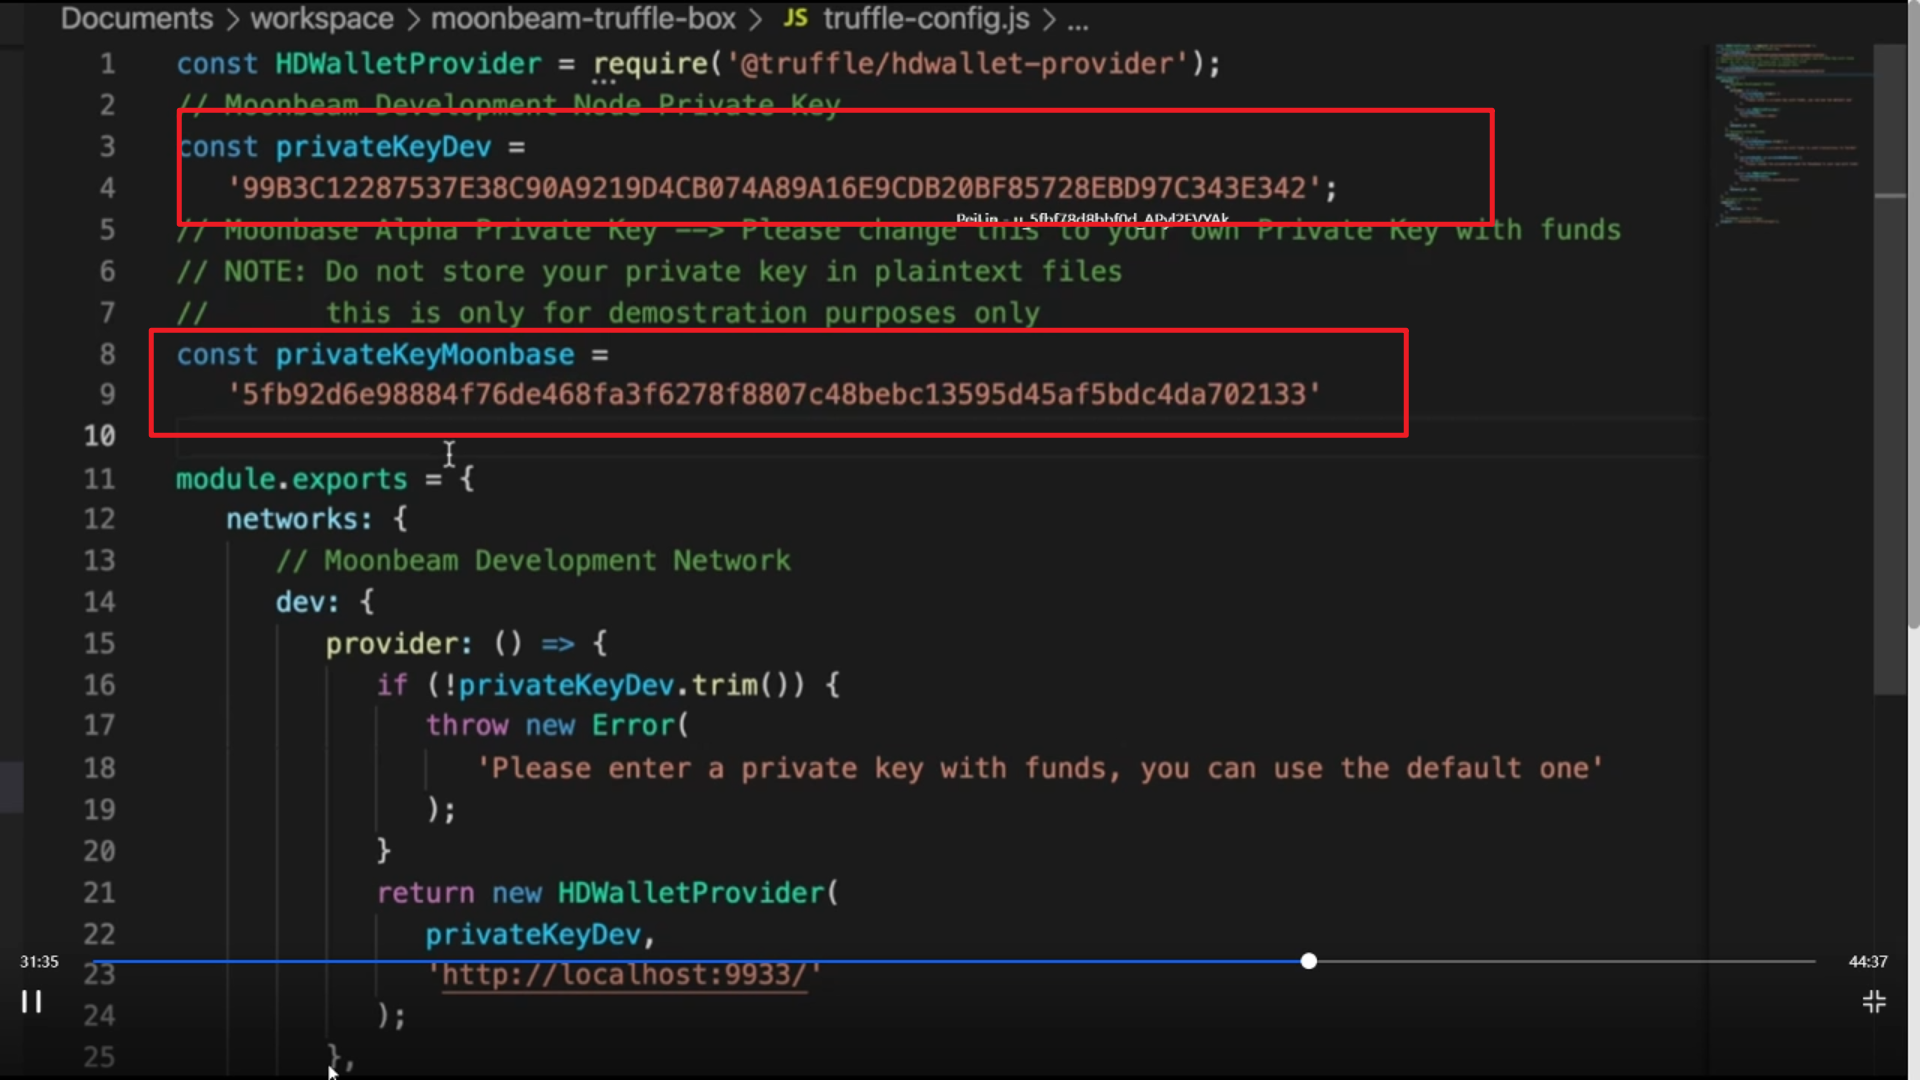 Documents > workspace > moonbeam-truffle-box > JS truffle-config.js > ...
1 const HDWalletProvider = require('@truffle/hdwallet-provider');
2 // Moonbeam Development Node Private Key
3 const privateKeyDev =
4 '99B3C12287537E38C90A9219D4CB074A89A16E9CDB20BF85728EBD97C343E342';
5 // Moonbase Alpha Private Key --> Please change this to your own Private Key with funds
6 // NOTE: Do not store your private key in plaintext files
7 // this is only for demostration purposes only
8 const privateKeyMoonbase =
9 '5fb92d6e98884f76de468fa3f6278f8807c48bebc13595d45af5bdc4da702133'
10
11 module.exports = {
12 networks: {
13 // Moonbeam Development Network
14 dev: {
15 provider: () => {
16 if (!privateKeyDev.trim()) {
17 throw new Error(
18 'Please enter a private key with funds, you can use the default one'
19 );
20 }
21 return new HDWalletProvider(
22 privateKeyDev,
31:35 44:37
23 'http://localhost:9933/'
24 );
25 },